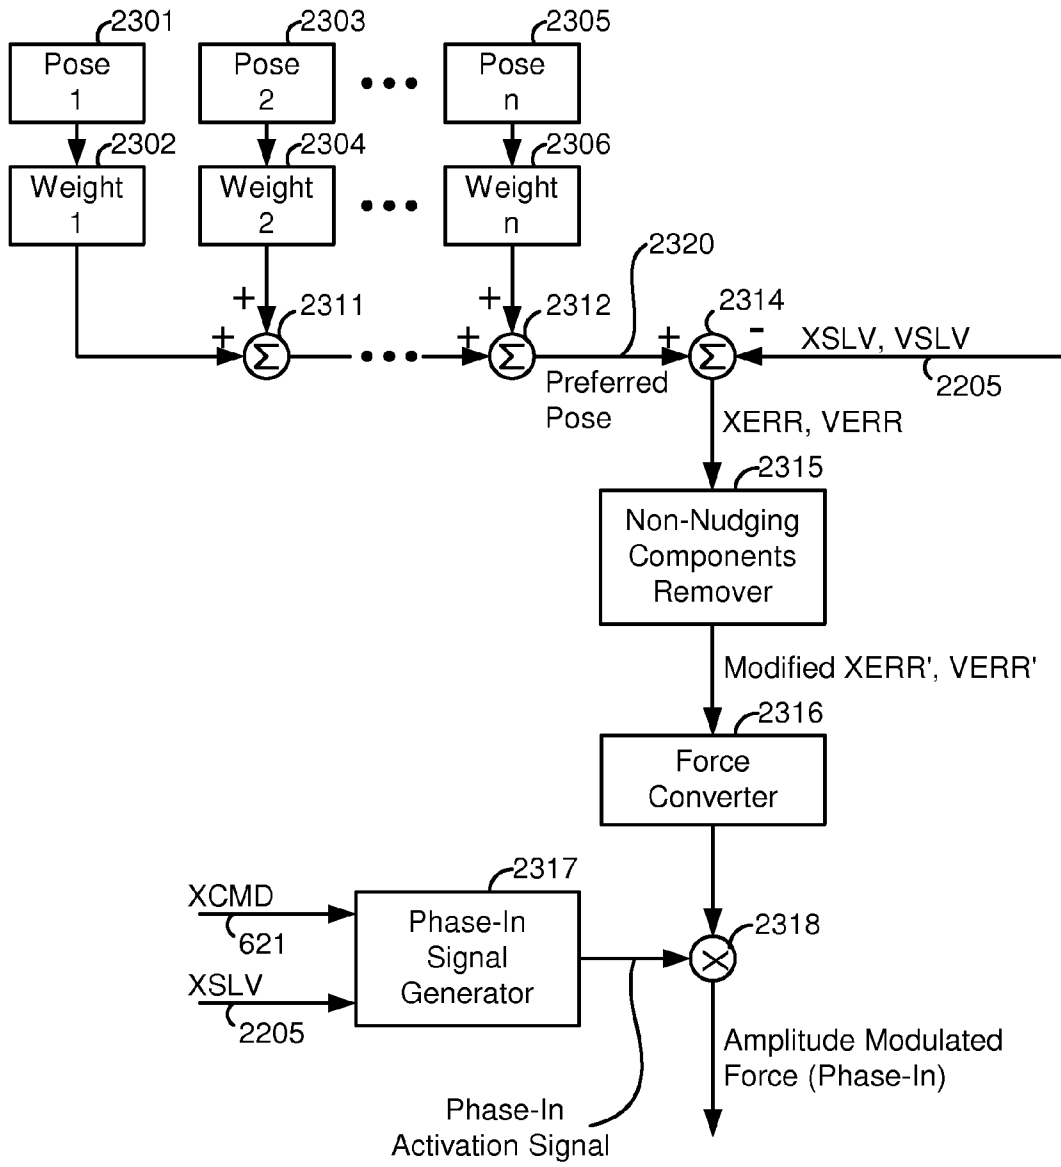 2301
2303
2305
Pose
1
Pose
2
Pose
n
2302
2304
2306
Weight
1
Weight
2
Weight
n
2320
+
2311
+
2312
2314
+
Σ
+
Σ
+
Σ
-
XSLV, VSLV
2205
Preferred
Pose
XERR, VERR
2315
Non-Nudging
Components
Remover
Modified XERR', VERR'
2316
Force
Converter
2317
XCMD
621
Phase-In
Signal
Generator
2318
X
XSLV
2205
Amplitude Modulated
Force (Phase-In)
Phase-In
Activation Signal